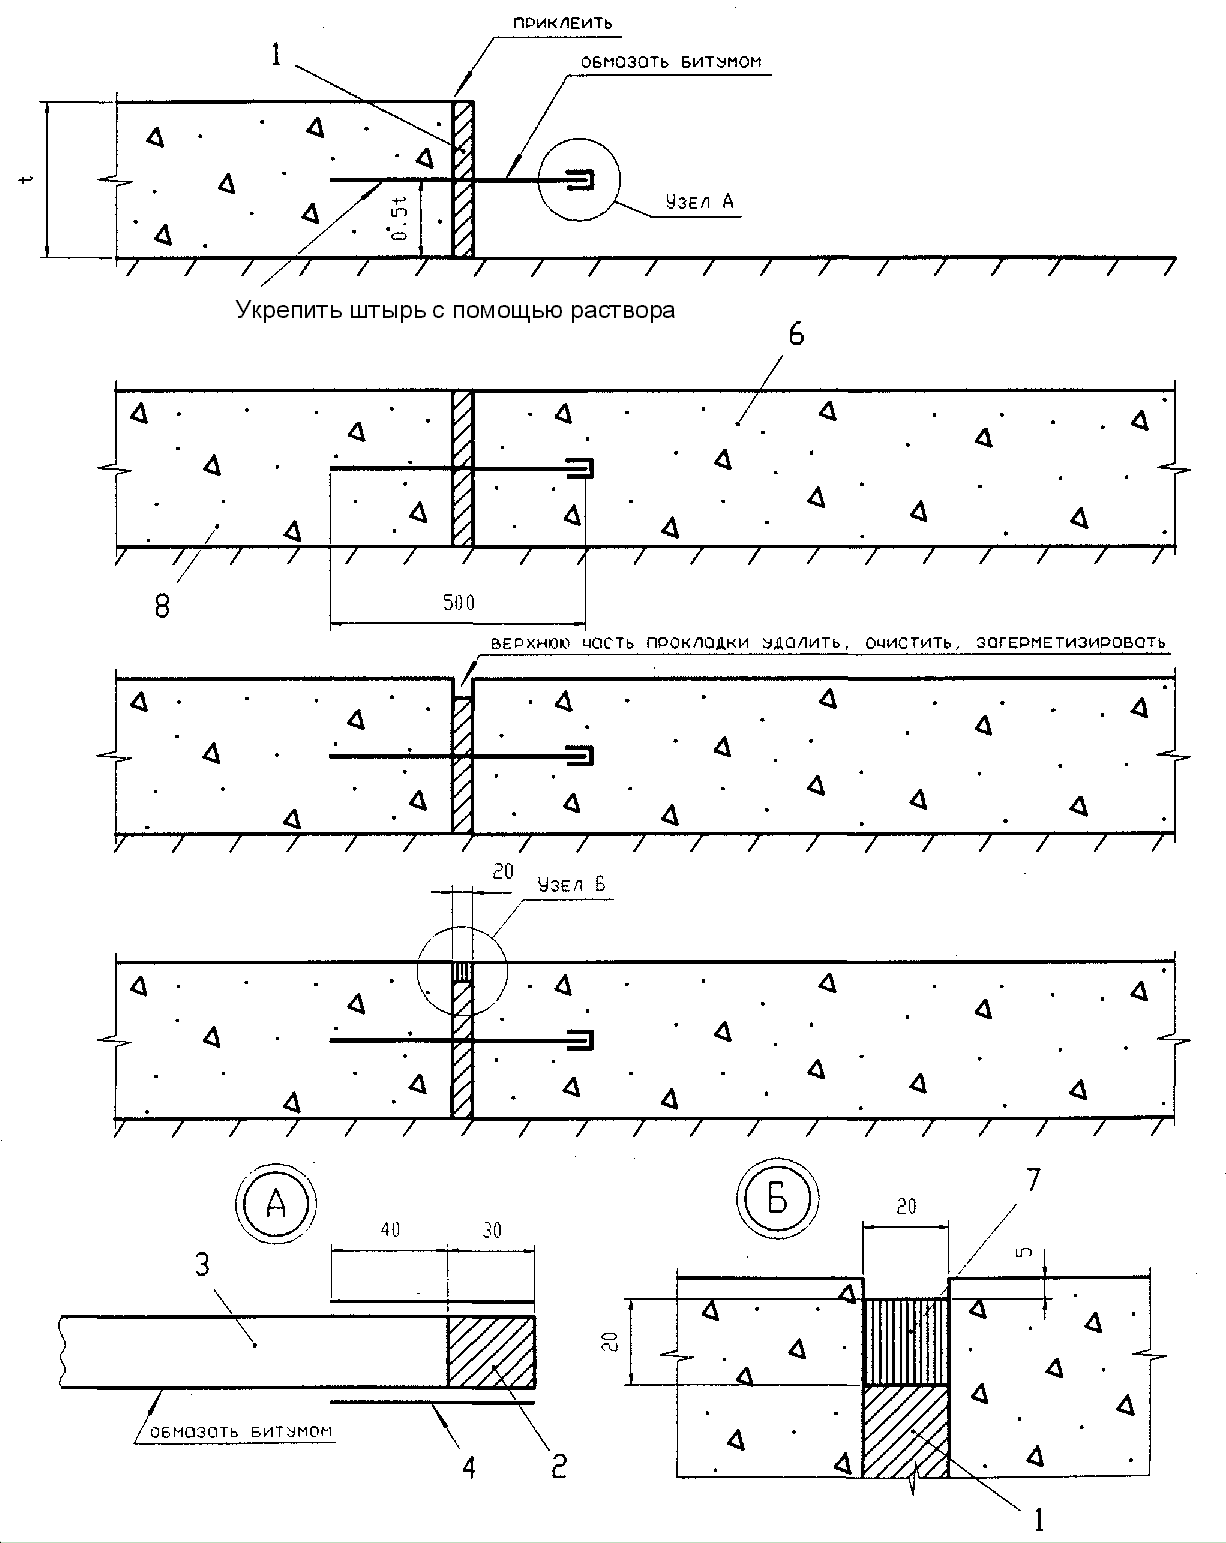 ПРИКЛЕИТЬ
1
ОБМАЗАТЬ БИТУМОМ
t
0.5t
УЗЕЛ А
Укрепить штырь с помощью раствора
6
8
500
ВЕРХНЮЮ ЧАСТЬ ПРОКЛАДКИ УДАЛИТЬ, ОЧИСТИТЬ, ЗАГЕРМЕТИЗИРОВАТЬ
20
УЗЕЛ Б
А
Б
40
30
3
ОБМАЗАТЬ БИТУМОМ
4
2
20
7
5
20
1